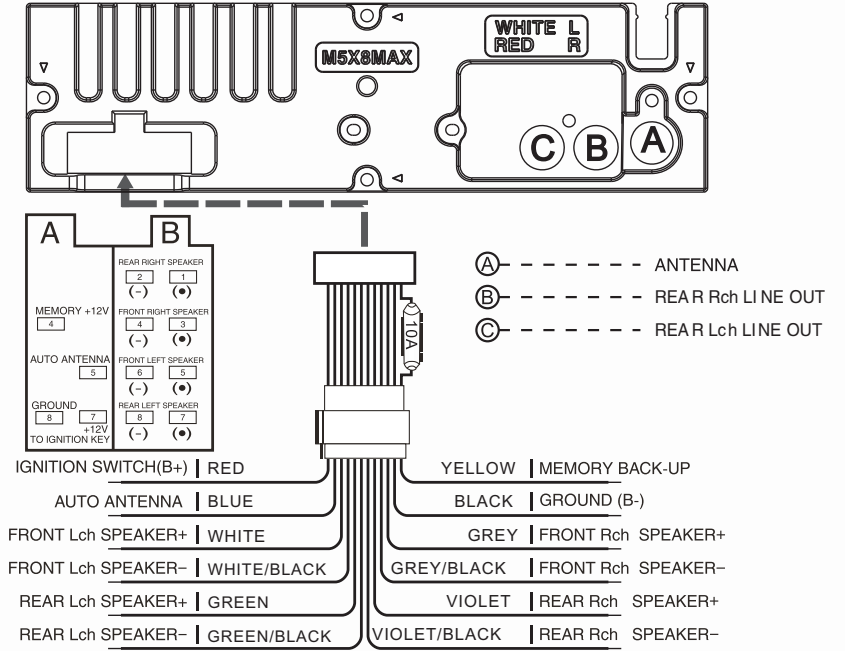 WHITE L
RED R
M5X8MAX
C B A
A B
REAR RIGHT SPEAKER
2 1
(-) (•)
MEMORY +12V
4
FRONT RIGHT SPEAKER
4 3
(-) (•)
AUTO ANTENNA
5
FRONT LEFT SPEAKER
6 5
(-) (•)
GROUND
8 7
+12V
TO IGNITION KEY
REAR LEFT SPEAKER
8 7
(-) (•)
10A
A ANTENNA
B REAR Rch LINE OUT
C REAR Lch LINE OUT
IGNITION SWITCH(B+) | RED
YELLOW | MEMORY BACK-UP
AUTO ANTENNA | BLUE
BLACK | GROUND (B-)
FRONT Lch SPEAKER+ | WHITE
GREY | FRONT Rch SPEAKER+
FRONT Lch SPEAKER– | WHITE/BLACK
GREY/BLACK | FRONT Rch SPEAKER–
REAR Lch SPEAKER+ | GREEN
VIOLET | REAR Rch SPEAKER+
REAR Lch SPEAKER– | GREEN/BLACK
VIOLET/BLACK | REAR Rch SPEAKER–